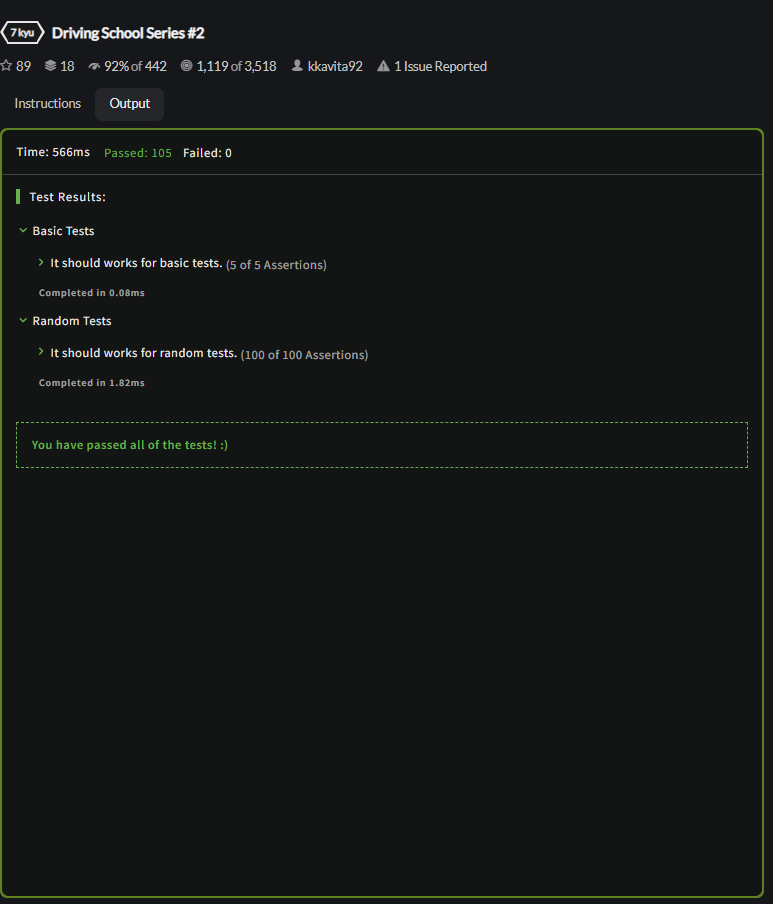 7 kyu Driving School Series #2
89 18 92% of 442 1,119 of 3,518 kkavita92 1 Issue Reported
Instructions Output
Time: 566ms Passed: 105 Failed: 0
Test Results:
Basic Tests
It should works for basic tests. (5 of 5 Assertions)
Completed in 0.08ms
Random Tests
It should works for random tests. (100 of 100 Assertions)
Completed in 1.82ms
You have passed all of the tests! :)